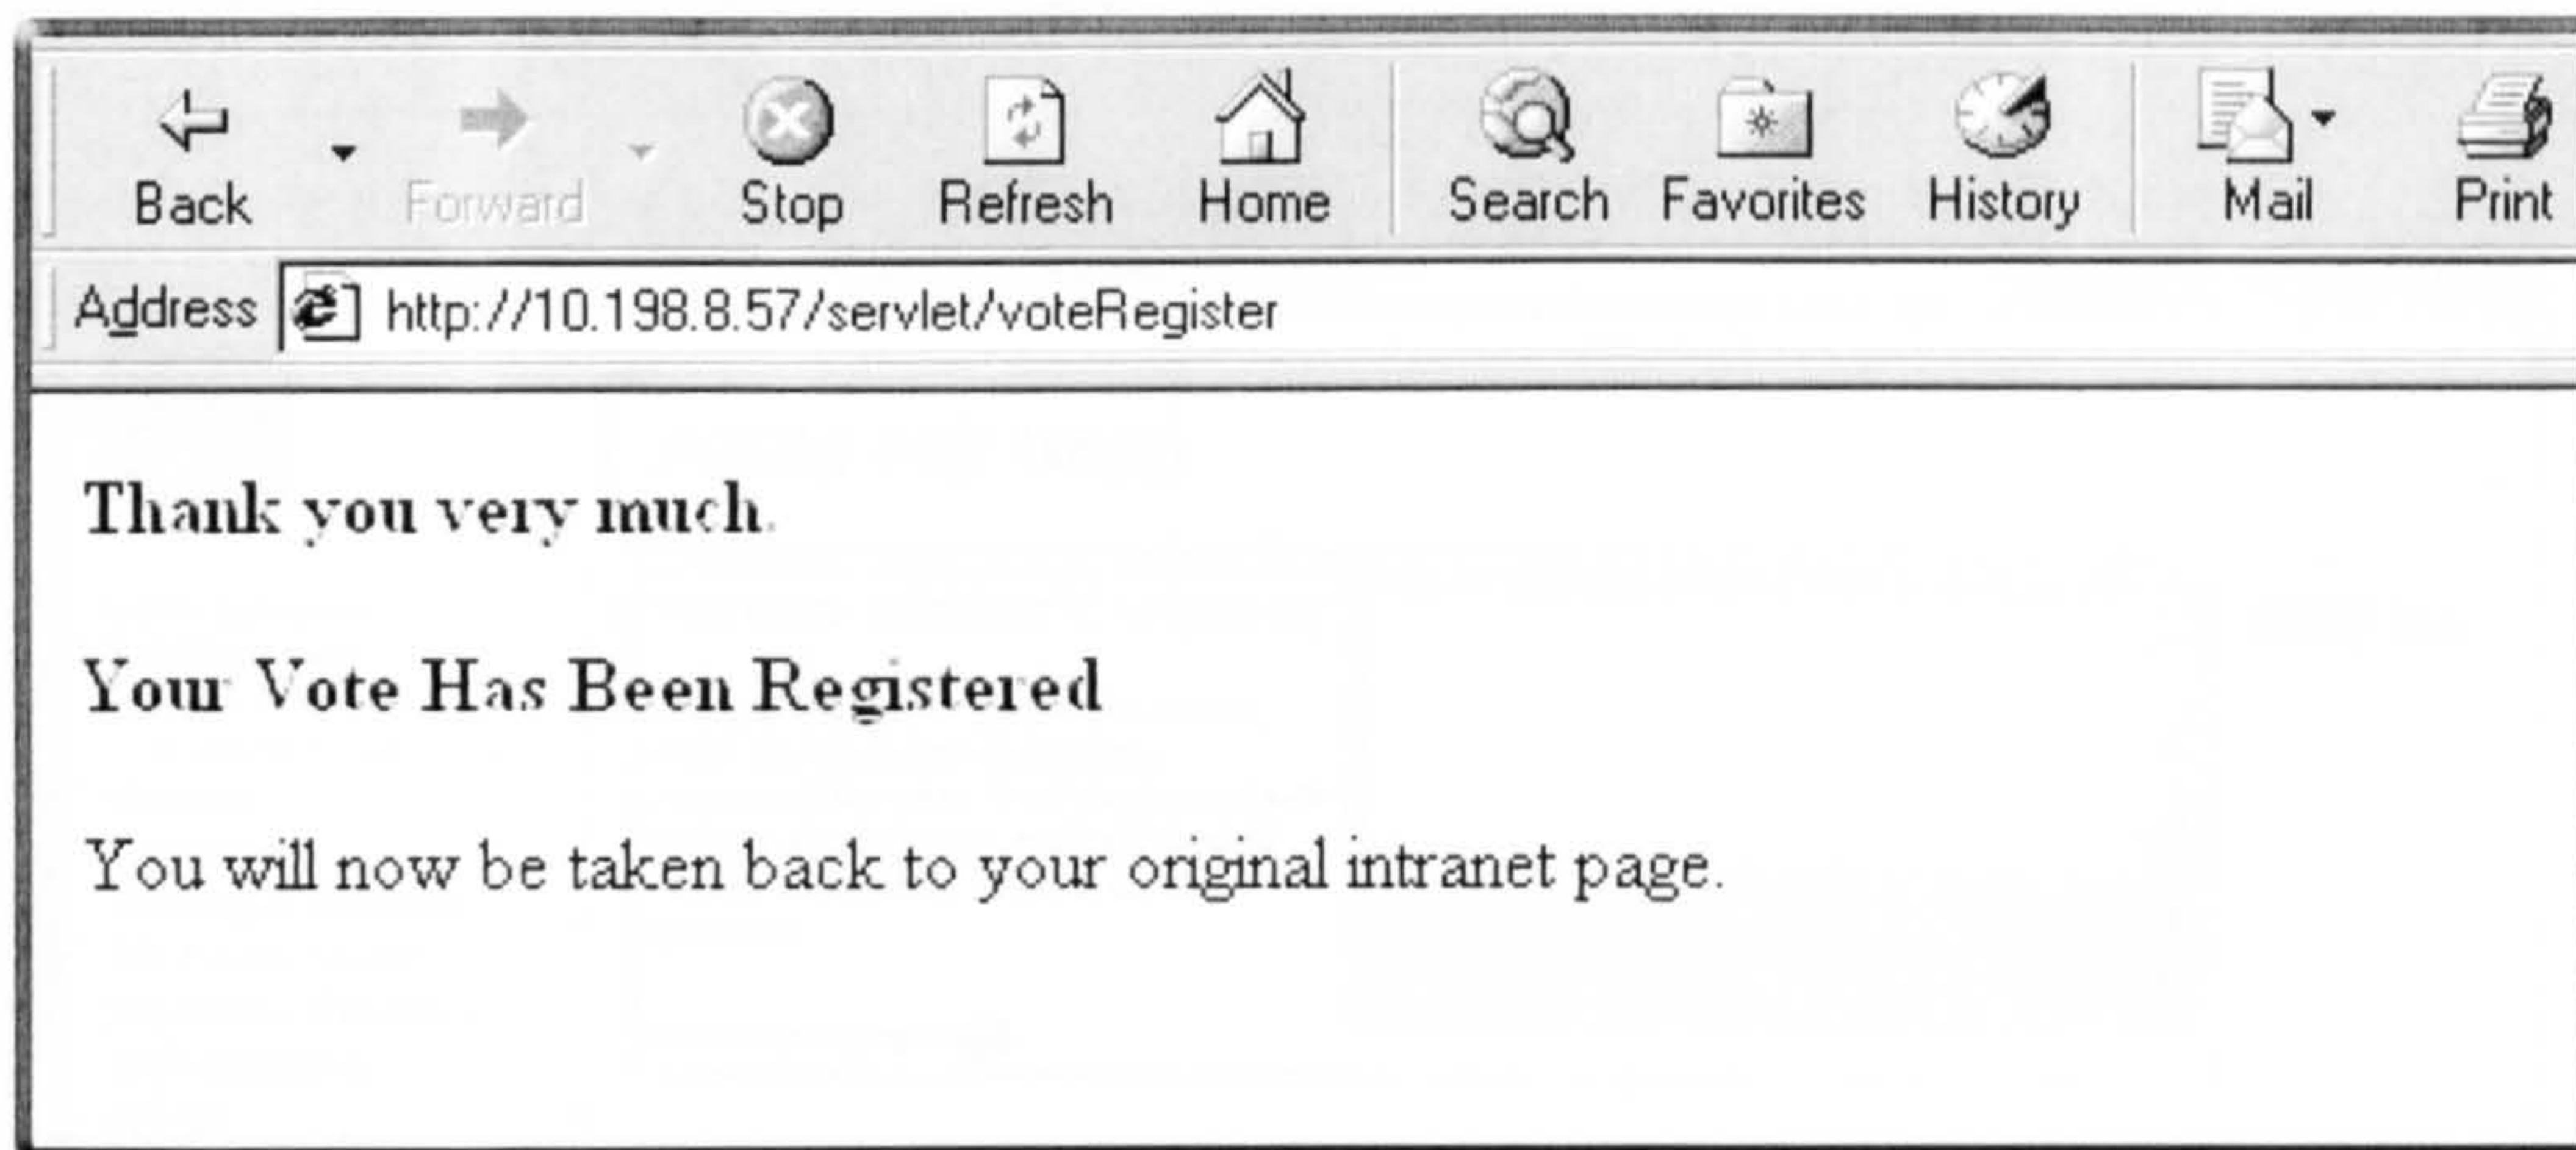 Back Forward Stop Refresh Home Search Favorites History Mail Print
Address http://10.198.8.57/servlet/voteRegister
Thank you very much.
Your Vote Has Been Registered
You will now be taken back to your original intranet page.